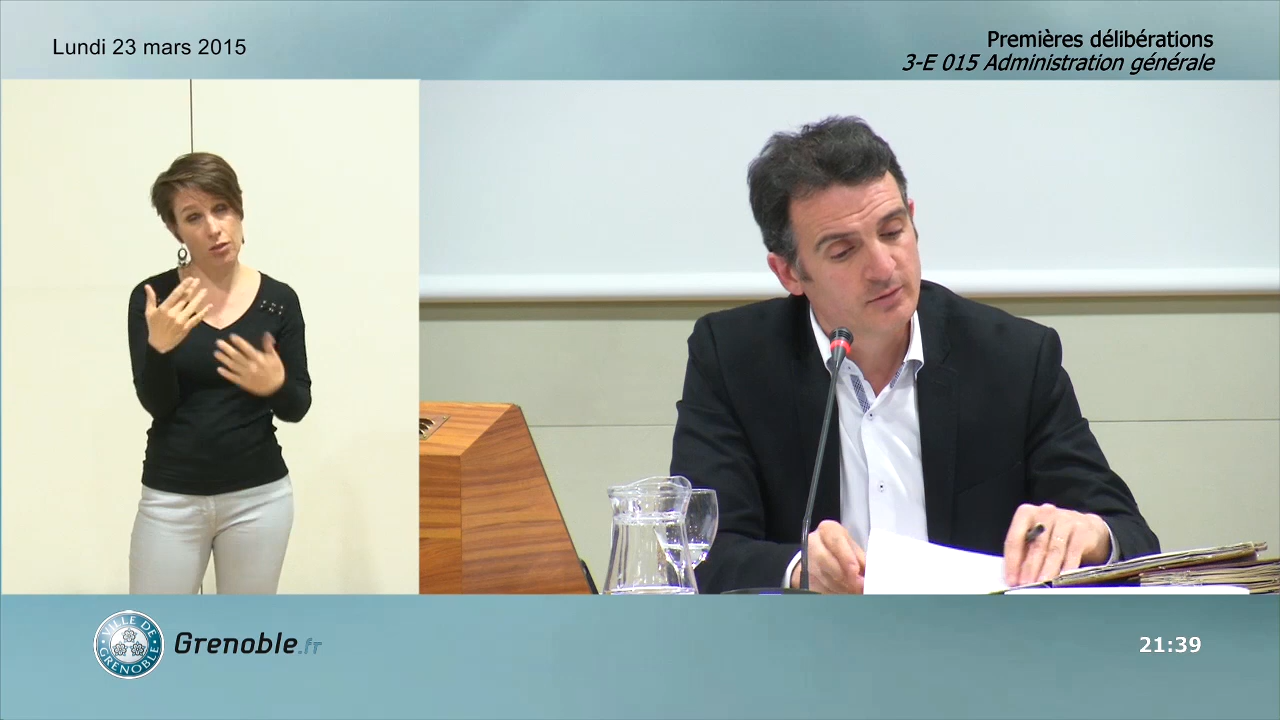 Lundi 23 mars 2015
Premières délibérations
3-E 015 Administration générale
VILLE DE GRENOBLE
Grenoble.fr
21:39